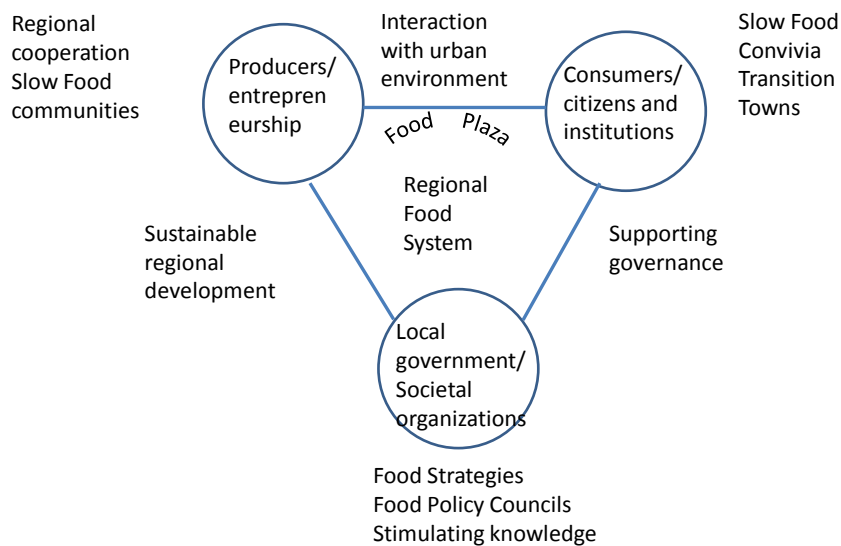 Regional
cooperation
Slow Food
communities
Producers/
entrepren
eurship
Interaction
with urban
environment
Consumers/
citizens and
institutions
Slow Food
Convivia
Transition
Towns
Food Plaza
Regional
Food
System
Sustainable
regional
development
Supporting
governance
Local
government/
Societal
organizations
Food Strategies
Food Policy Councils
Stimulating knowledge